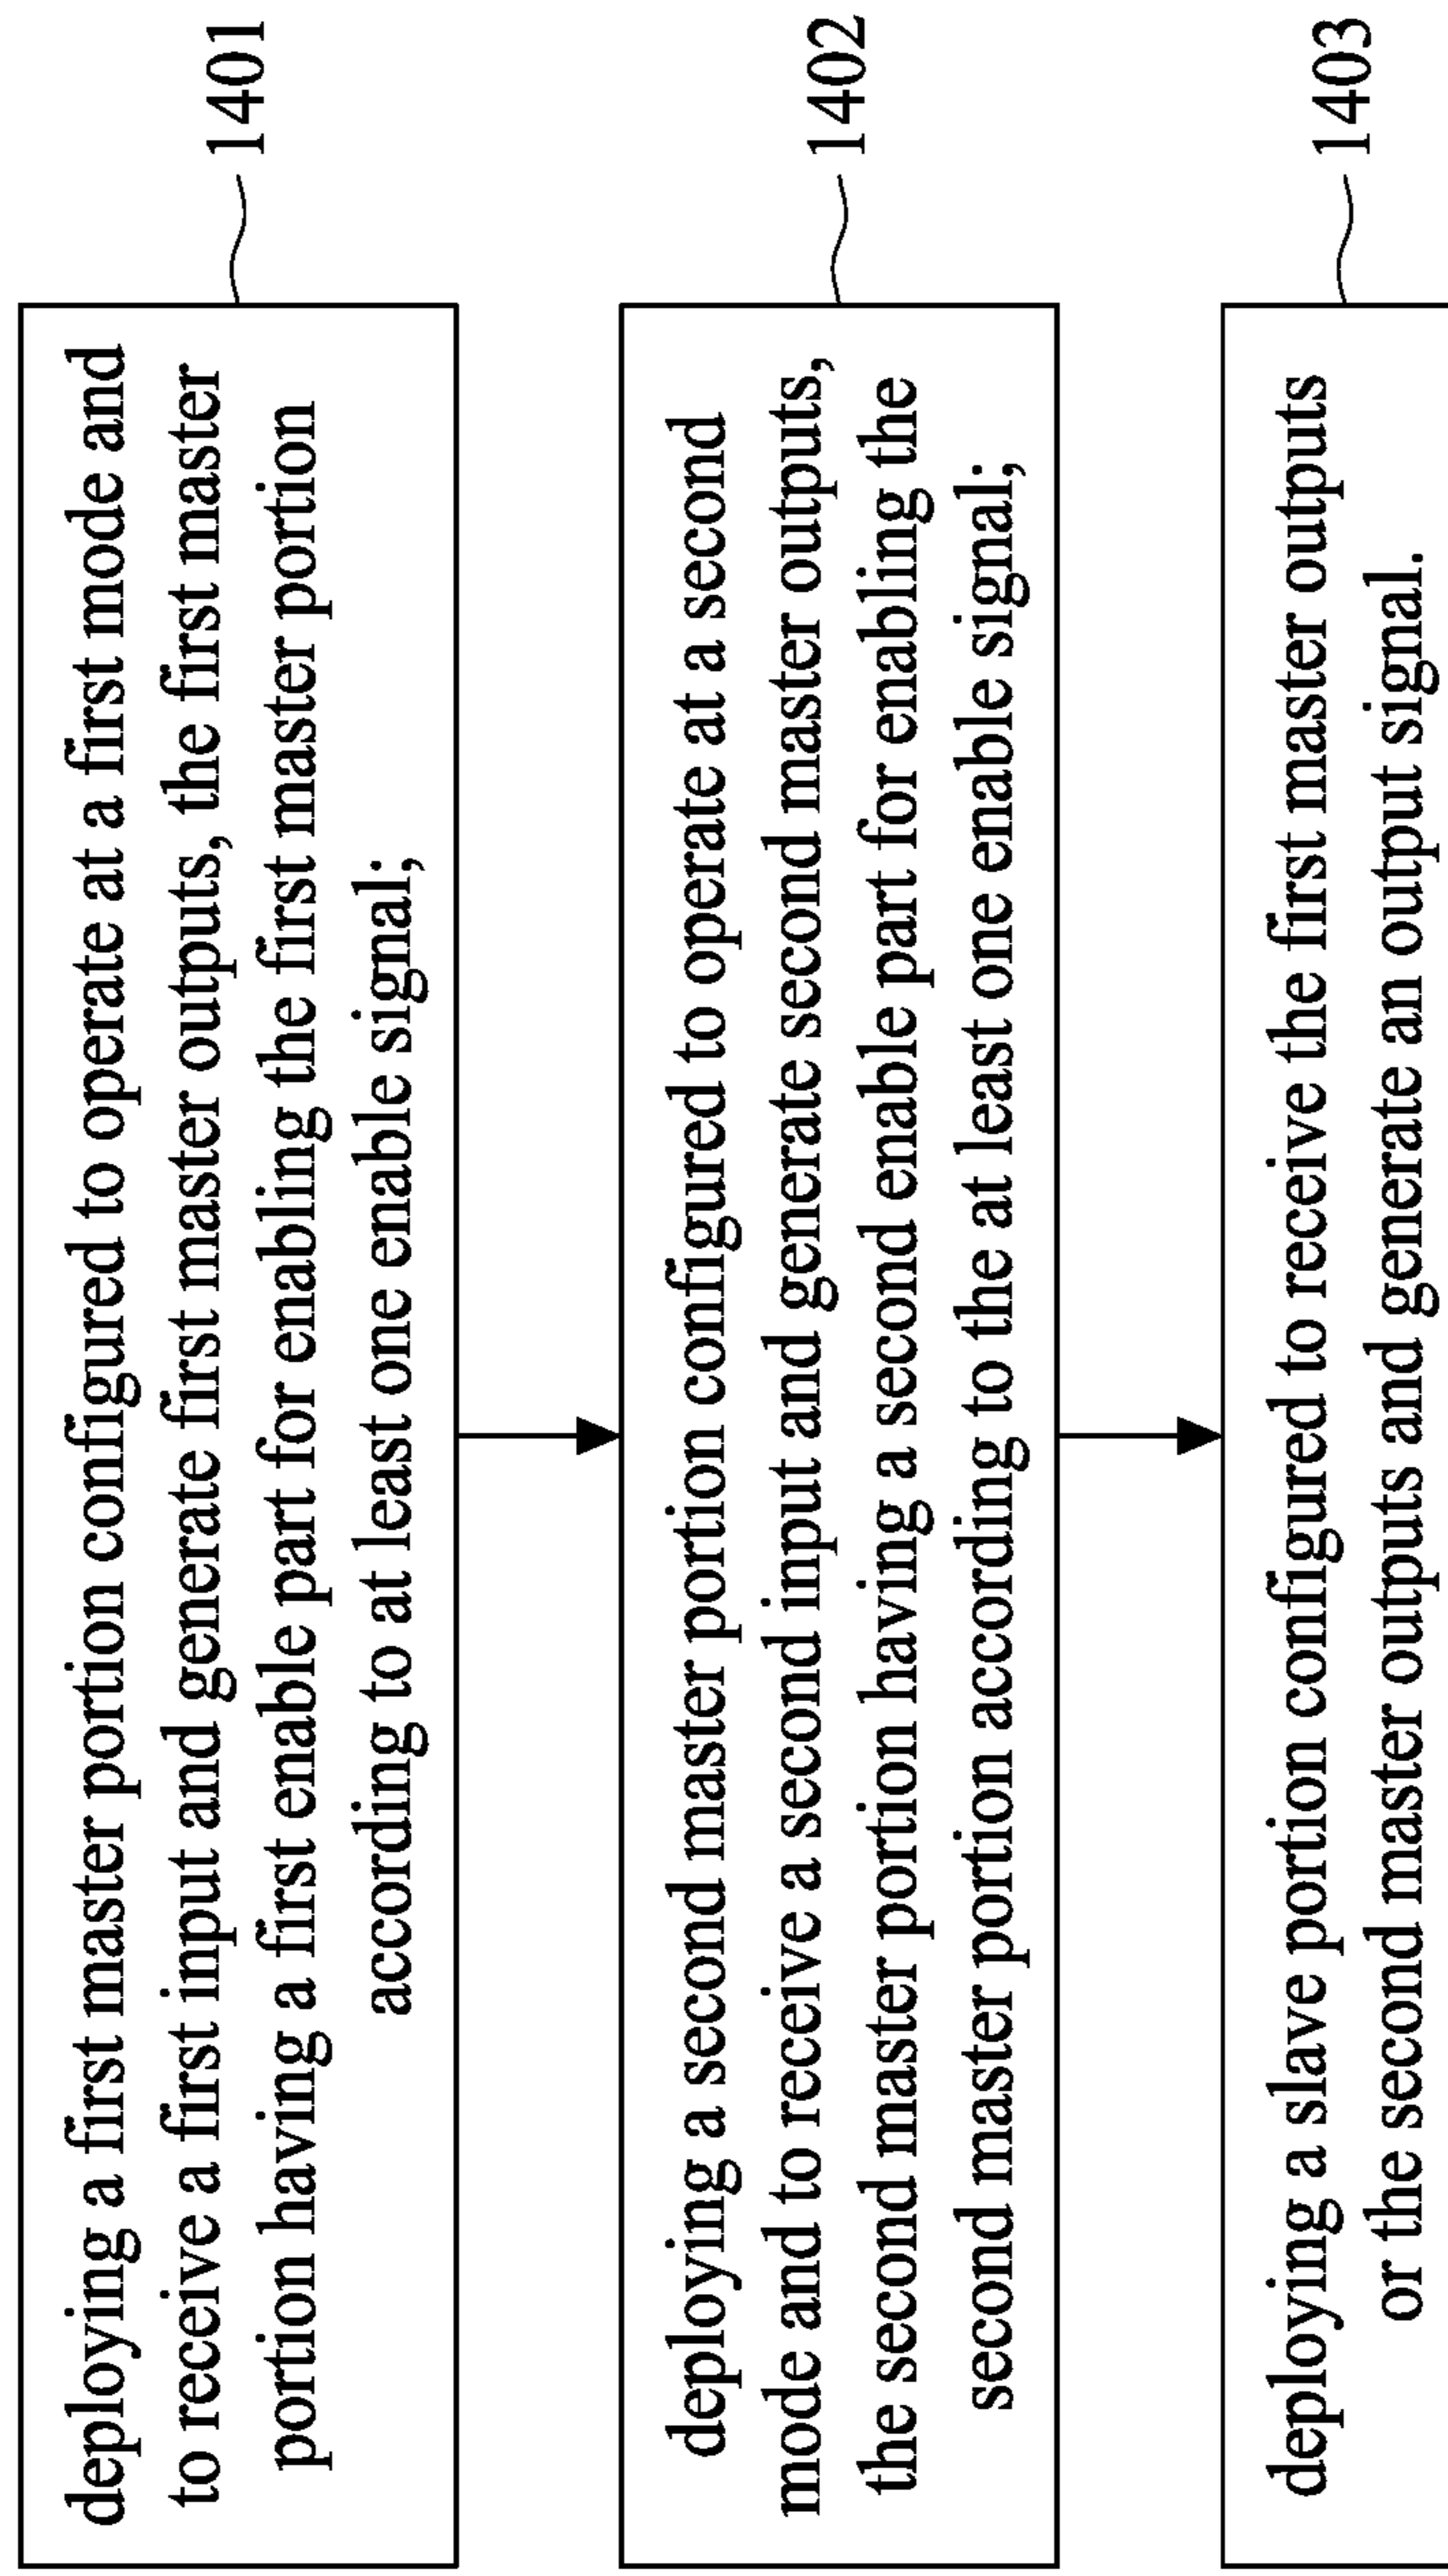 deploying a first master portion configured to operate at a first mode and
to receive a first input and generate first master outputs, the first master
portion having a first enable part for enabling the first master portion
according to at least one enable signal;
1401
deploying a second master portion configured to operate at a second
mode and to receive a second input and generate second master outputs,
the second master portion having a second enable part for enabling the
second master portion according to the at least one enable signal;
1402
deploying a slave portion configured to receive the first master outputs
or the second master outputs and generate an output signal.
1403